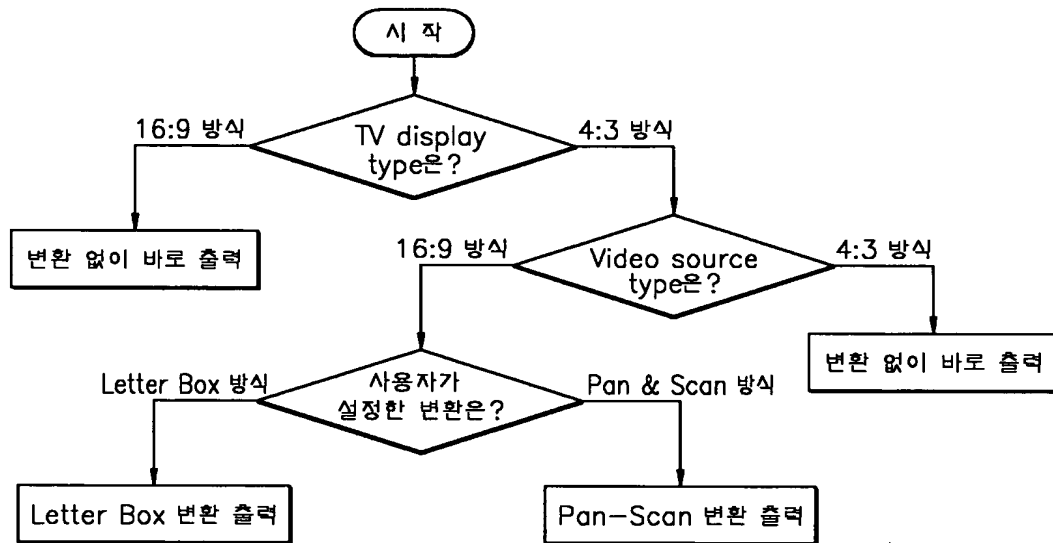 시 작
TV display
type은?
16:9 방식
4:3 방식
변환 없이 바로 출력
Video source
type은?
16:9 방식
4:3 방식
변환 없이 바로 출력
사용자가
설정한 변환은?
Letter Box 방식
Pan & Scan 방식
Letter Box 변환 출력
Pan-Scan 변환 출력